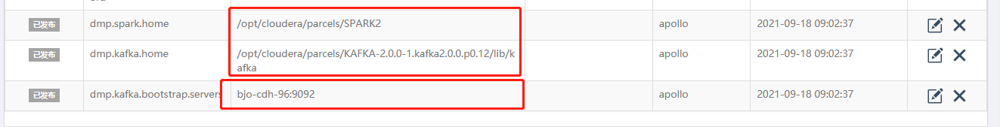 已发布 dmp.spark.home /opt/cloudera/parcels/SPARK2 apollo 2021-09-18 09:02:37
已发布 dmp.kafka.home /opt/cloudera/parcels/KAFKA-2.0.0-1.kafka2.0.0.p0.12/lib/k apollo 2021-09-18 09:02:37
afka
已发布 dmp.kafka.bootstrap.servers bjo-cdh-96:9092 apollo 2021-09-18 09:02:37